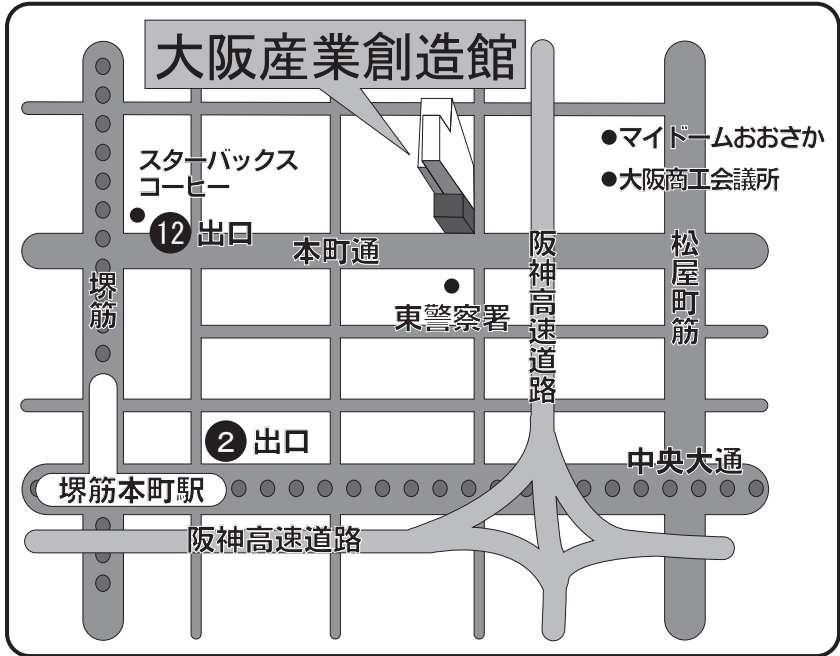 大阪産業創造館
●マイドームおおさか
●大阪商工会議所
スターバックス
コーヒー
12 出口
本町通
堺筋
阪神高速道路
松屋町筋
東警察署
2 出口
中央大通
堺筋本町駅
阪神高速道路